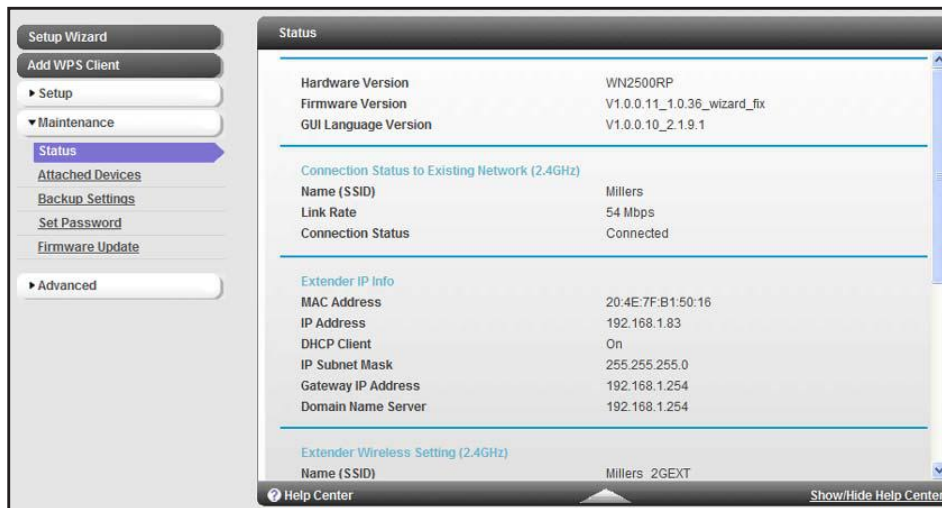 Setup Wizard
Add WPS Client
Setup
Maintenance
Status
Attached Devices
Backup Settings
Set Password
Firmware Update
Advanced
Status
Hardware Version WN2500RP
Firmware Version V1.0.0.11_1.0.36_wizard_fix
GUI Language Version V1.0.0.10_2.1.9.1
Connection Status to Existing Network (2.4GHz)
Name (SSID) Millers
Link Rate 54 Mbps
Connection Status Connected
Extender IP Info
MAC Address 20:4E:7F:B1:50:16
IP Address 192.168.1.83
DHCP Client On
IP Subnet Mask 255.255.255.0
Gateway IP Address 192.168.1.254
Domain Name Server 192.168.1.254
Extender Wireless Setting (2.4GHz)
Name (SSID) Millers_2GEXT
Help Center Show/Hide Help Center